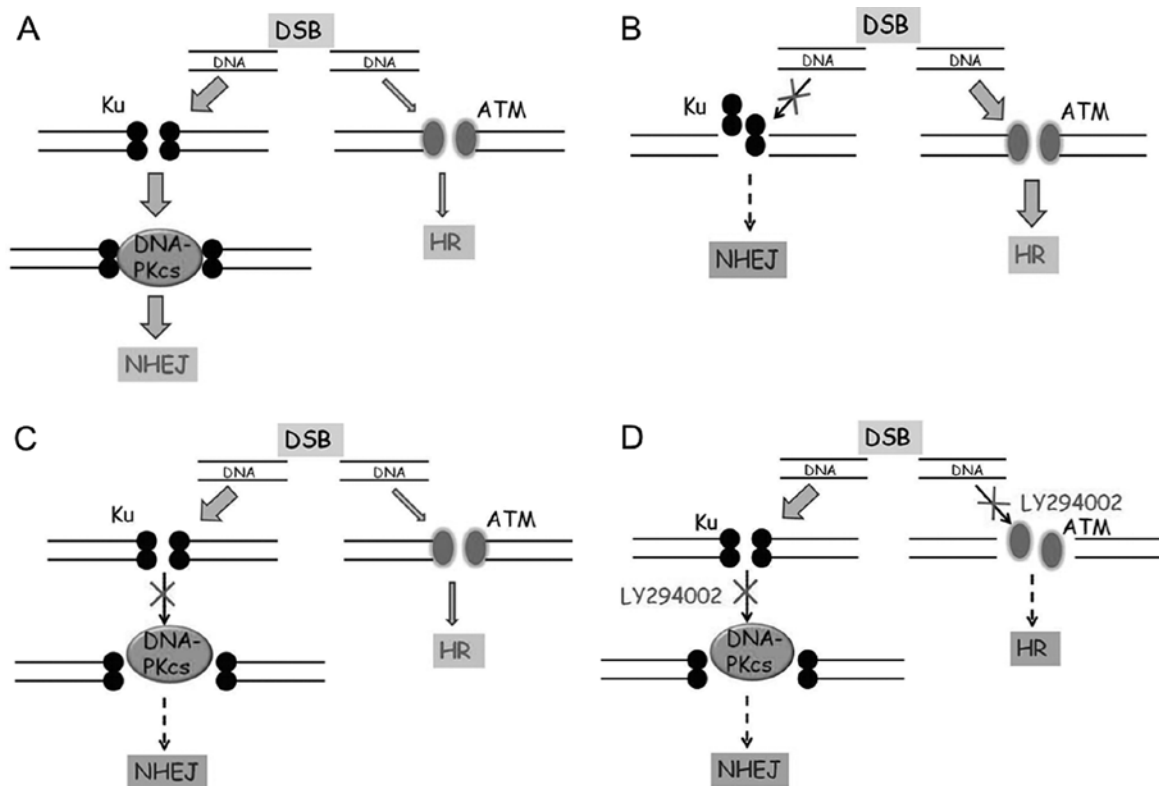 A
DSB
DNA
DNA
Ku
ATM
DNA-
PKcs
HR
NHEJ
B
DSB
DNA
DNA
Ku
ATM
NHEJ
HR
C
DSB
DNA
DNA
Ku
ATM
DNA-
PKcs
HR
NHEJ
D
DSB
DNA
DNA
LY294002
Ku
ATM
LY294002
DNA-
PKcs
HR
NHEJ